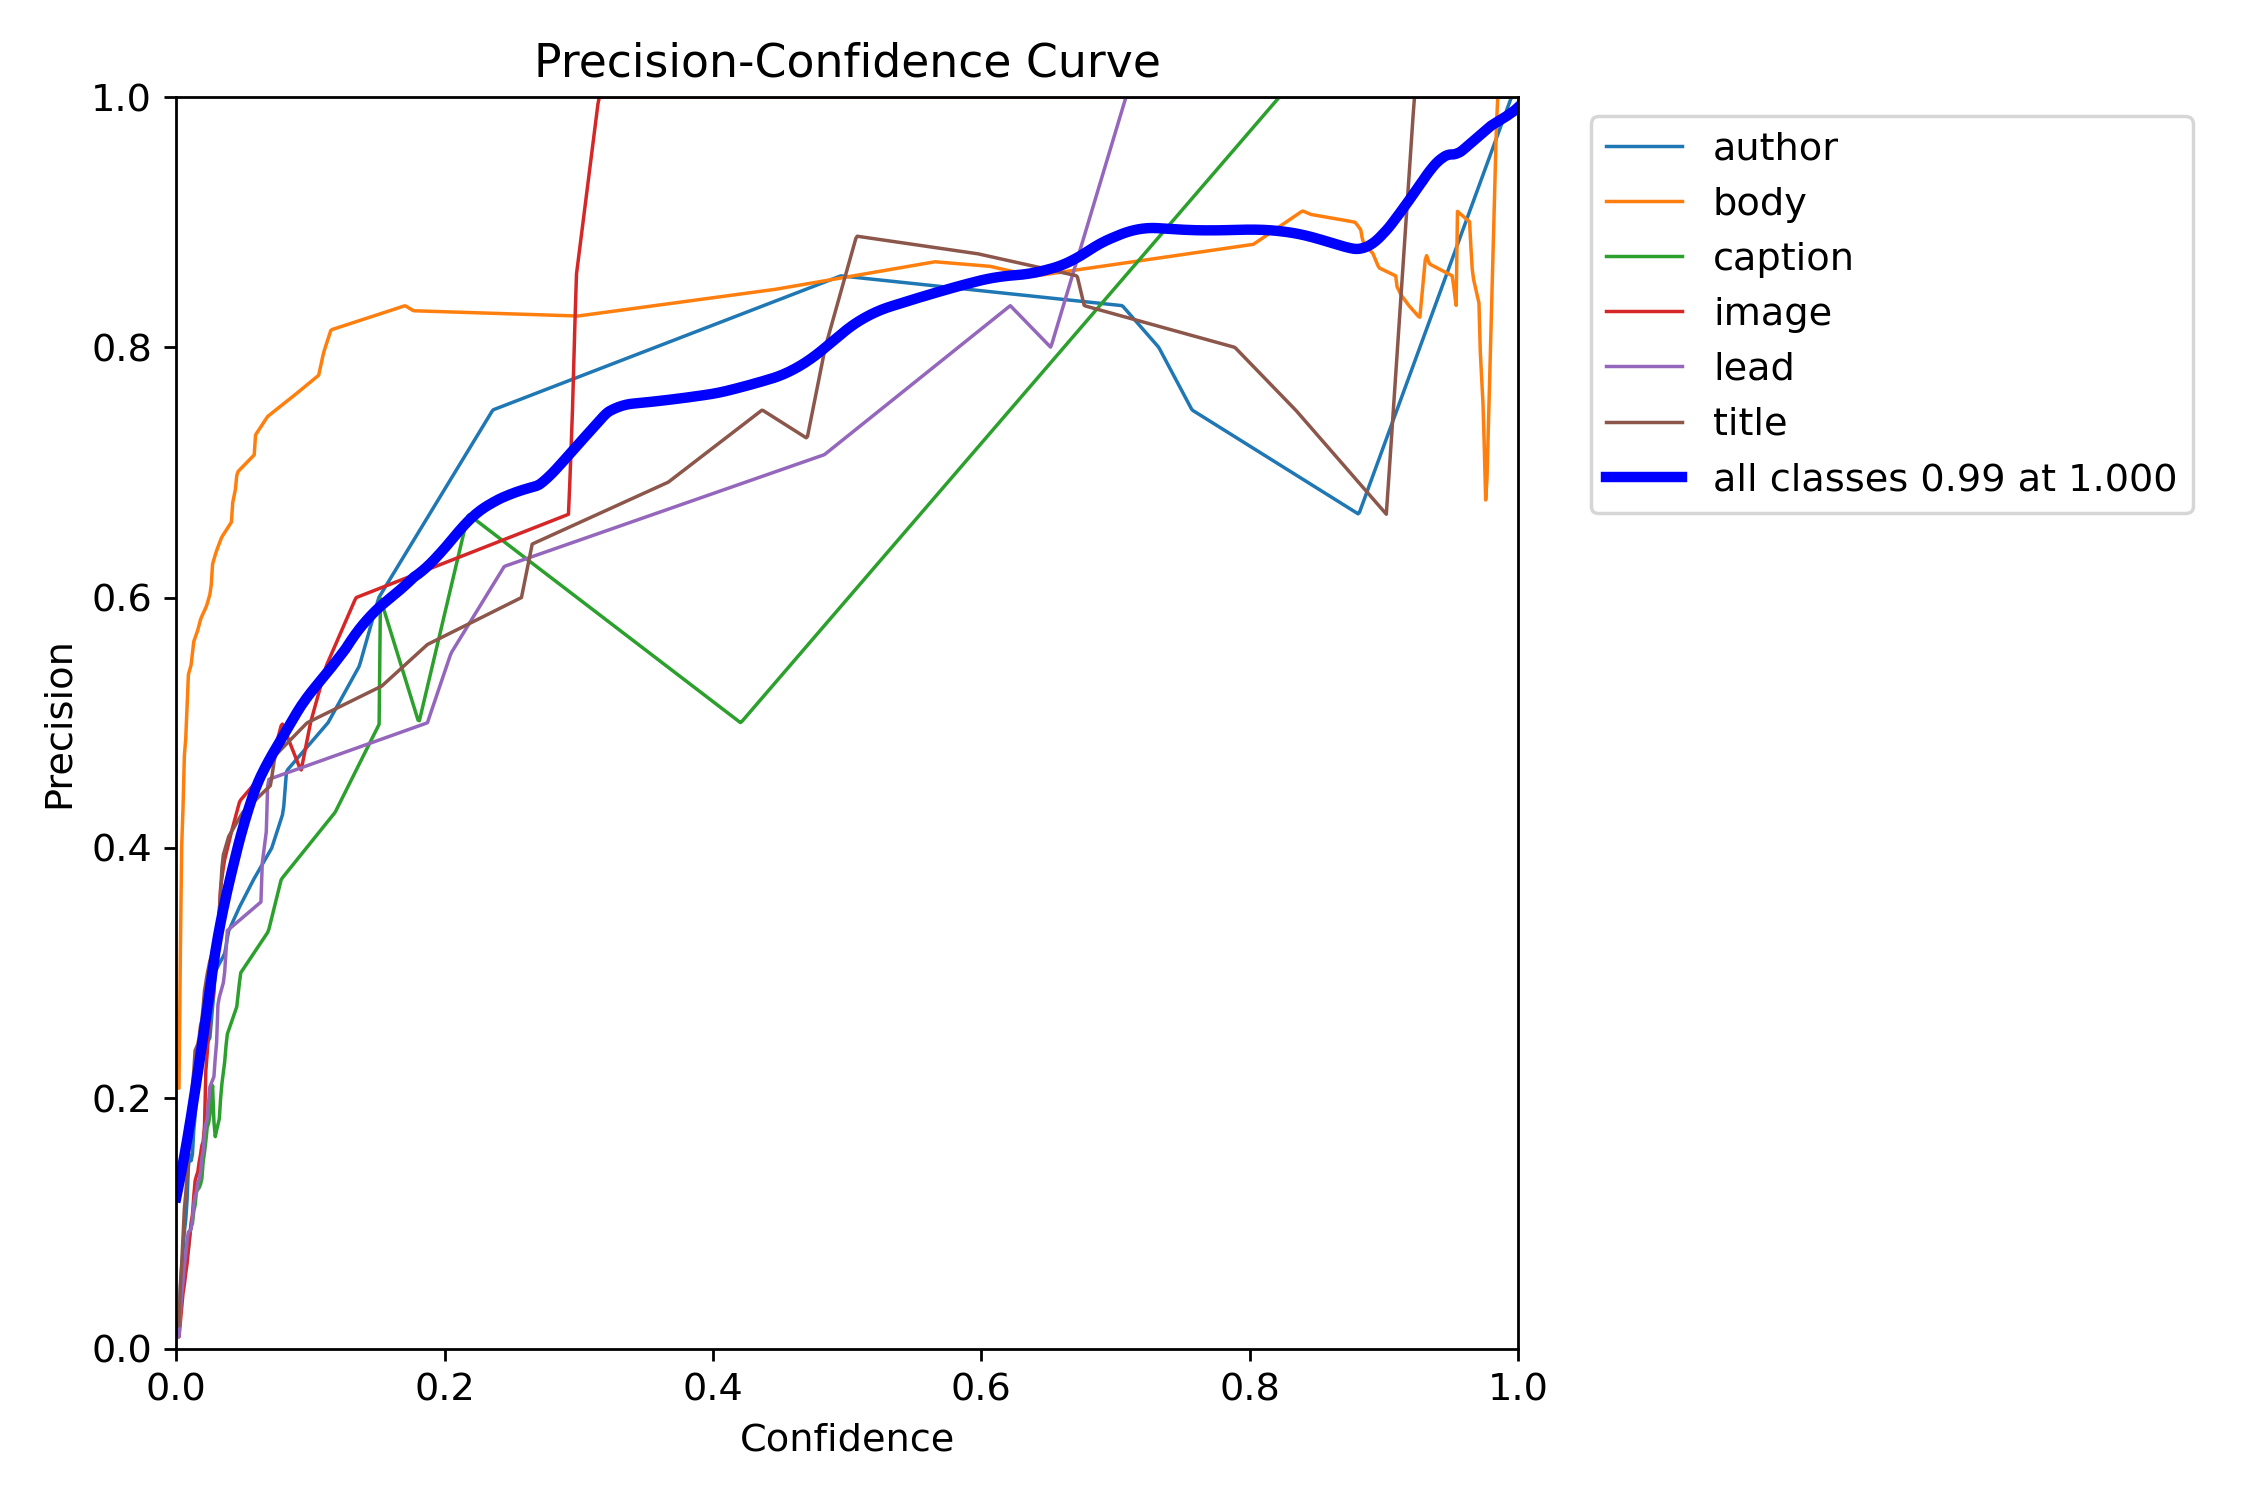 Precision-Confidence Curve
1.0
0.8
0.6
0.4
0.2
0.0
Precision
0.0 0.2 0.4 0.6 0.8 1.0
Confidence
author
body
caption
image
lead
title
all classes 0.99 at 1.000